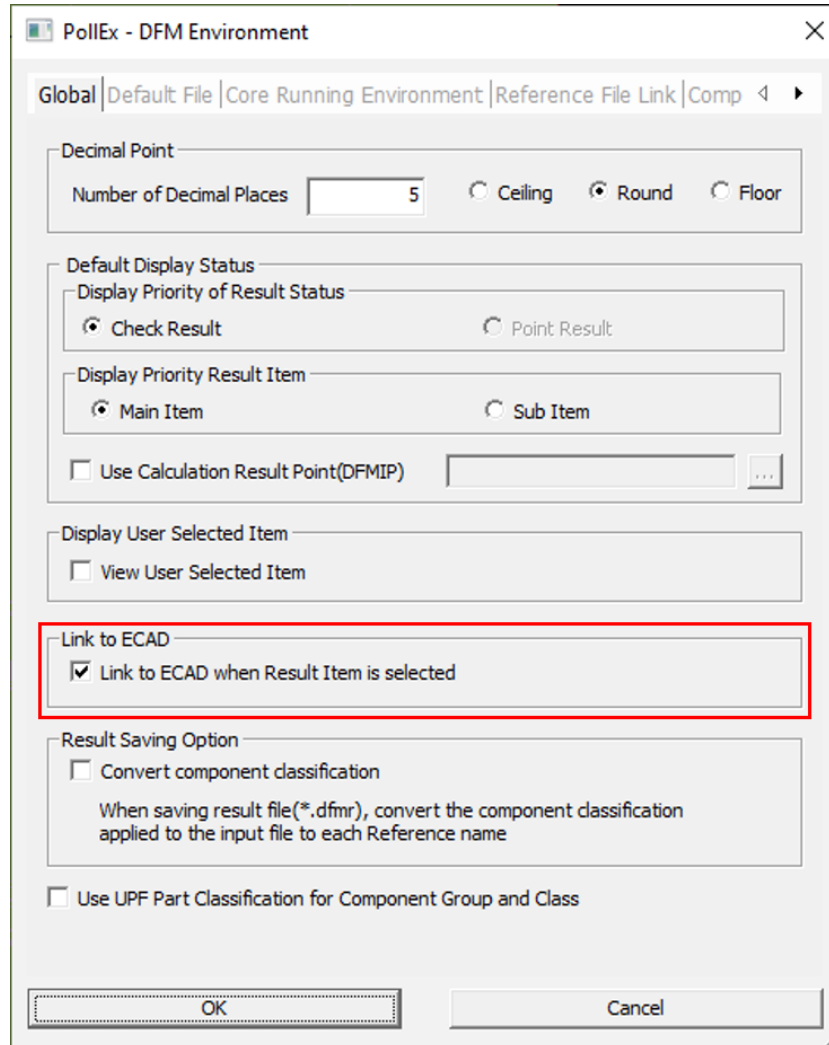 PollEx - DFM Environment
Global Default File Core Running Environment Reference File Link Comp
Decimal Point
Number of Decimal Places 5 Ceiling Round Floor
Default Display Status
Display Priority of Result Status
Check Result Point Result
Display Priority Result Item
Main Item Sub Item
Use Calculation Result Point(DFMIP) ...
Display User Selected Item
View User Selected Item
Link to ECAD
Link to ECAD when Result Item is selected
Result Saving Option
Convert component classification
When saving result file(*.dfmr), convert the component classification
applied to the input file to each Reference name
Use UPF Part Classification for Component Group and Class
OK Cancel